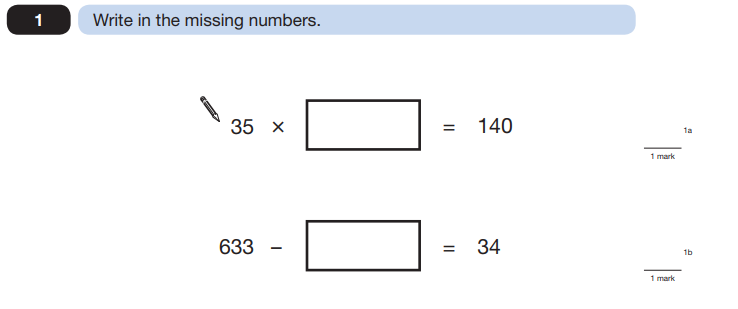 1 Write in the missing numbers.
35 × = 140
1a
1 mark
633 – = 34
1b
1 mark